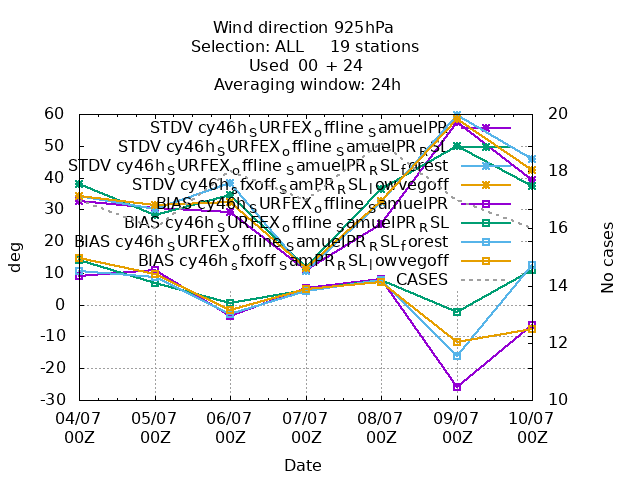 Wind direction 925hPa
Selection: ALL 19 stations
Used 00 + 24
Averaging window: 24h
60
50
40
30
20
10
0
-10
-20
-30
deg
20
18
16
14
12
10
No cases
STDV cy46h_SURFEX_offline_samuelPR
STDV cy46h_SURFEX_offline_samuelPR_RSL
STDV cy46h_SURFEX_offline_samuelPR_RSL_forest
STDV cy46h_sfxoff_samPR_RSL_lowvegoff
BIAS cy46h_SURFEX_offline_samuelPR
BIAS cy46h_SURFEX_offline_samuelPR_RSL
BIAS cy46h_SURFEX_offline_samuelPR_RSL_forest
BIAS cy46h_sfxoff_samPR_RSL_lowvegoff
CASES
04/07 05/07 06/07 07/07 08/07 09/07 10/07
00Z 00Z 00Z 00Z 00Z 00Z 00Z
Date